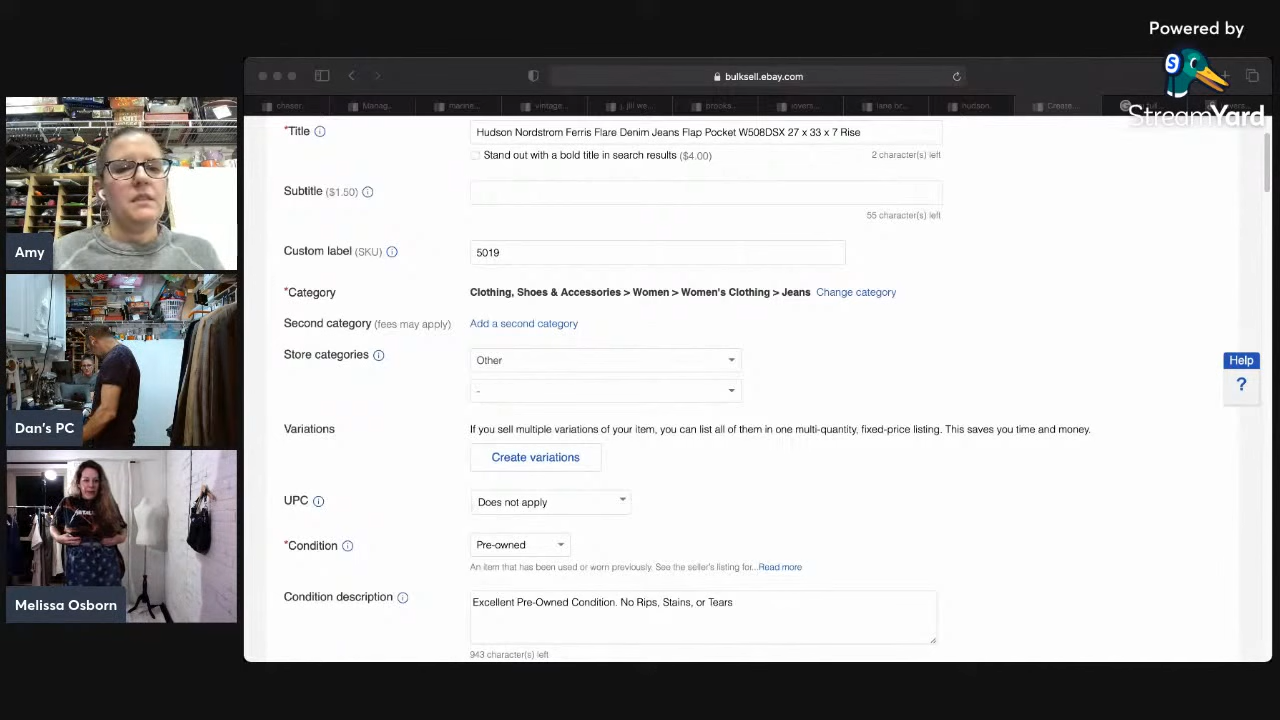 Powered by
StreamYard
bulksell.ebay.com
chaser
Manag...
marine...
vintage...
j. jill we...
brooks...
lane br...
hudson
Create...
*Title
Hudson Nordstrom Ferris Flare Denim Jeans Flap Pocket W508DSX 27 x 33 x 7 Rise
Stand out with a bold title in search results ($4.00)
2 character(s) left
Subtitle ($1.50)
55 character(s) left
Custom label (SKU)
5019
*Category
Clothing, Shoes & Accessories > Women > Women's Clothing > Jeans Change category
Second category (fees may apply)
Add a second category
Store categories
Other
-
Variations
If you sell multiple variations of your item, you can list all of them in one multi-quantity, fixed-price listing. This saves you time and money.
Create variations
UPC
Does not apply
*Condition
Pre-owned
An item that has been used or worn previously. See the seller's listing for...Read more
Condition description
Excellent Pre-Owned Condition. No Rips, Stains, or Tears
943 character(s) left
Help
?
Amy
Dan's PC
Melissa Osborn